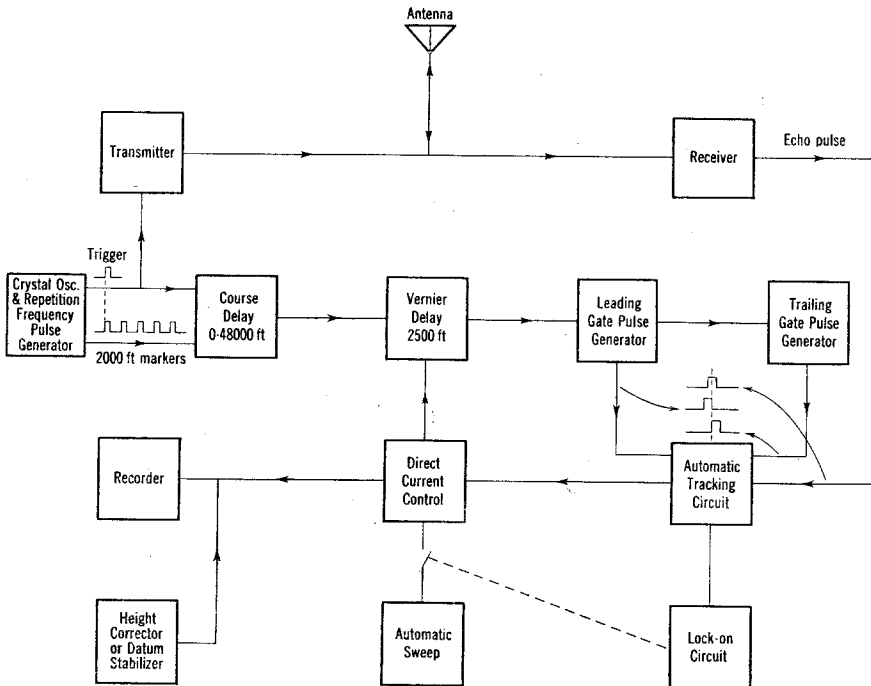 Antenna
Transmitter
Receiver
Echo pulse
Trigger
Crystal Osc.
& Repetition
Frequency
Pulse
Generator
2000 ft markers
Course
Delay
0-48000 ft
Vernier
Delay
2500 ft
Leading
Gate Pulse
Generator
Trailing
Gate Pulse
Generator
Recorder
Direct
Current
Control
Automatic
Tracking
Circuit
Height
Corrector
or Datum
Stabilizer
Automatic
Sweep
Lock-on
Circuit